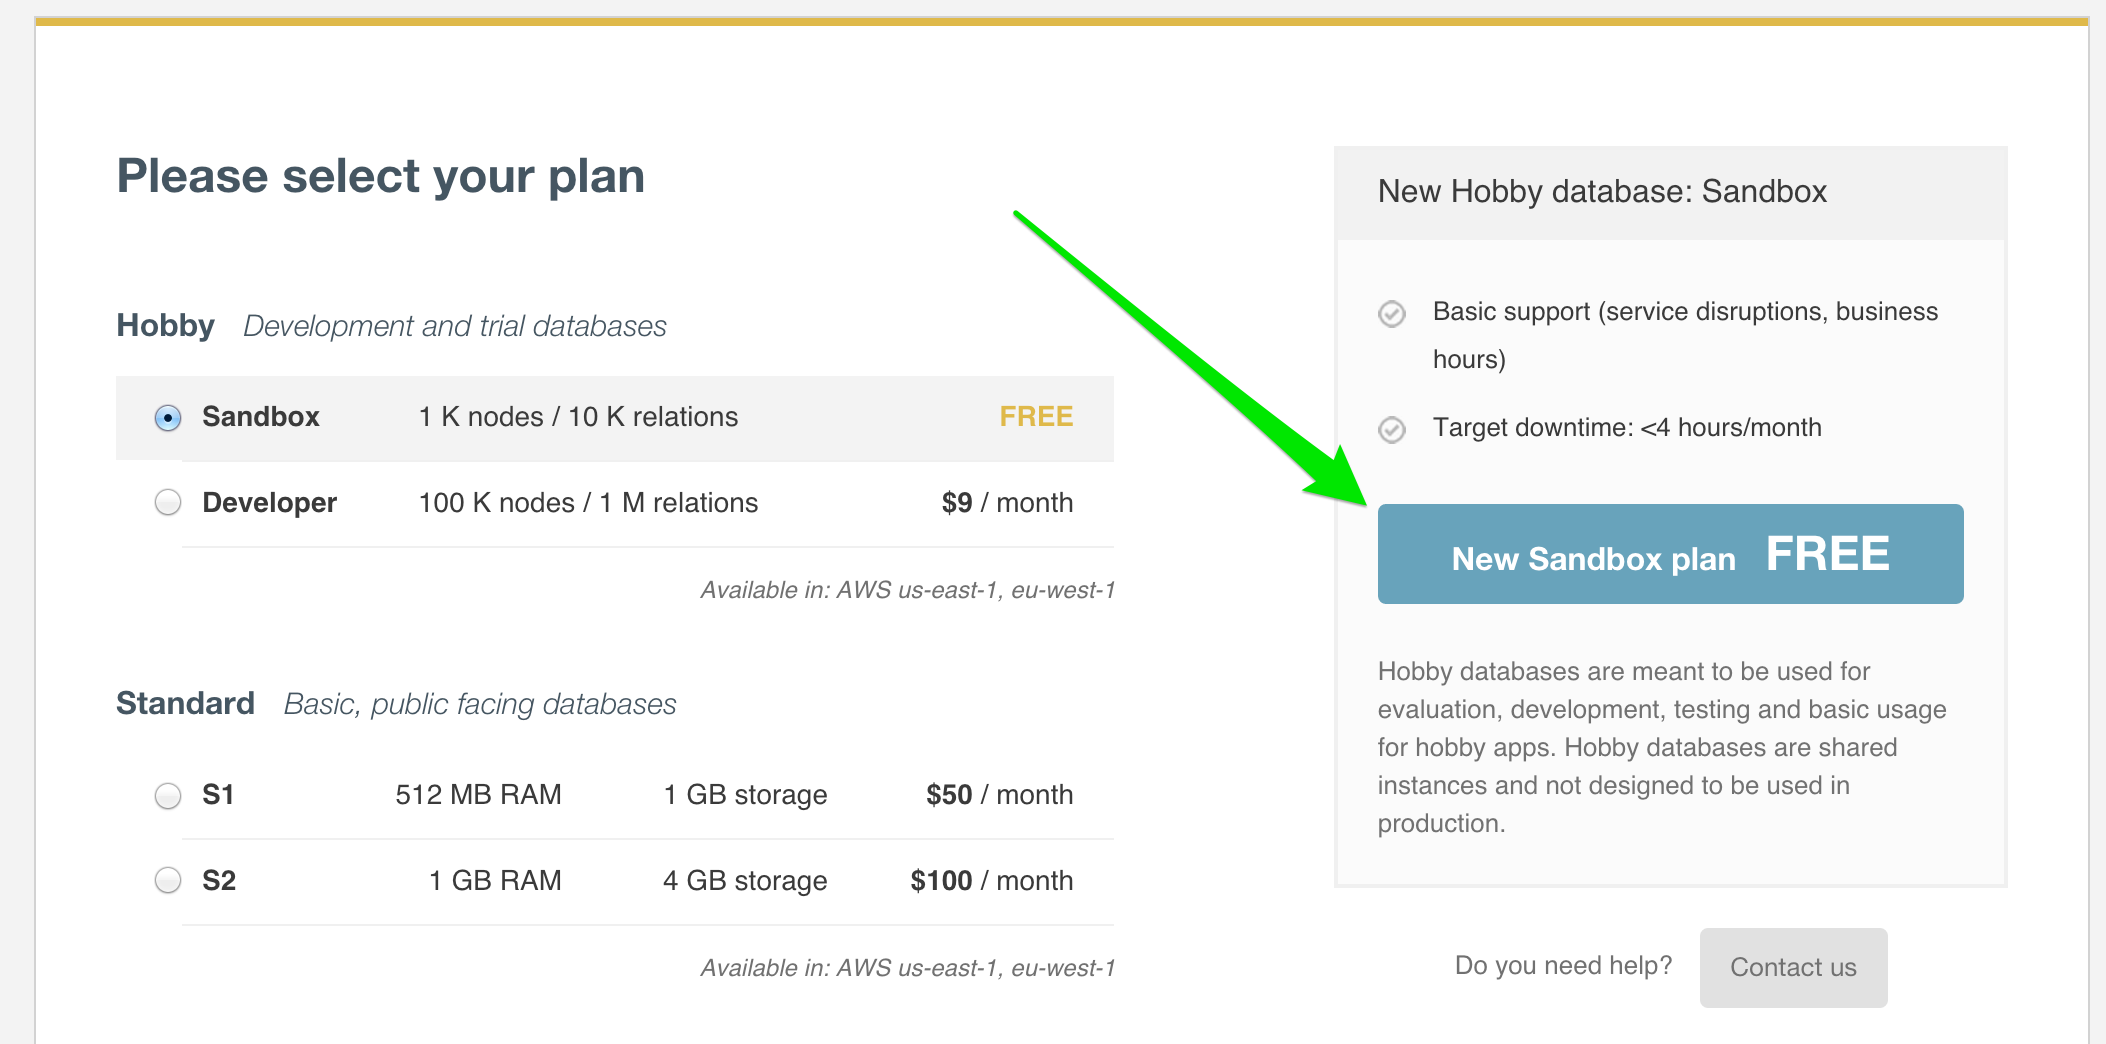 Please select your plan
Hobby Development and trial databases
Sandbox 1 K nodes / 10 K relations FREE
Developer 100 K nodes / 1 M relations $9 / month
Available in: AWS us-east-1, eu-west-1
Standard Basic, public facing databases
S1 512 MB RAM 1 GB storage $50 / month
S2 1 GB RAM 4 GB storage $100 / month
Available in: AWS us-east-1, eu-west-1
New Hobby database: Sandbox
Basic support (service disruptions, business
hours)
Target downtime: <4 hours/month
New Sandbox plan FREE
Hobby databases are meant to be used for
evaluation, development, testing and basic usage
for hobby apps. Hobby databases are shared
instances and not designed to be used in
production.
Do you need help? Contact us